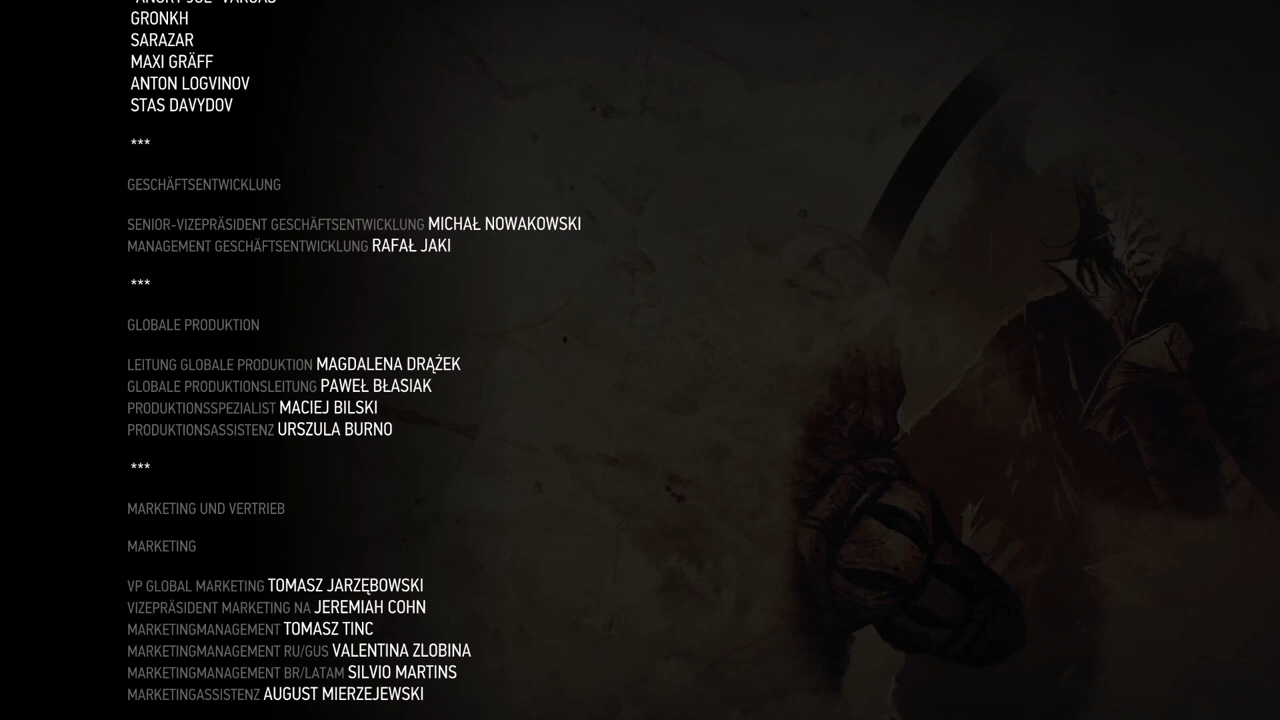 "ANGRY JOE" VARGAS
GRONKH
SARAZAR
MAXI GRÄFF
ANTON LOGVINOV
STAS DAVYDOV
***
GESCHÄFTSENTWICKLUNG
SENIOR-VIZEPRÄSIDENT GESCHÄFTSENTWICKLUNG MICHAŁ NOWAKOWSKI
MANAGEMENT GESCHÄFTSENTWICKLUNG RAFAŁ JAKI
***
GLOBALE PRODUKTION
LEITUNG GLOBALE PRODUKTION MAGDALENA DRĄŻEK
GLOBALE PRODUKTIONSLEITUNG PAWEŁ BŁASIAK
PRODUKTIONSSPEZIALIST MACIEJ BILSKI
PRODUKTIONSASSISTENZ URSZULA BURNO
***
MARKETING UND VERTRIEB
MARKETING
VP GLOBAL MARKETING TOMASZ JARZĘBOWSKI
VIZEPRÄSIDENT MARKETING NA JEREMIAH COHN
MARKETINGMANAGEMENT TOMASZ TINC
MARKETINGMANAGEMENT RU/GUS VALENTINA ZLOBINA
MARKETINGMANAGEMENT BR/LATAM SILVIO MARTINS
MARKETINGASSISTENZ AUGUST MIERZEJEWSKI